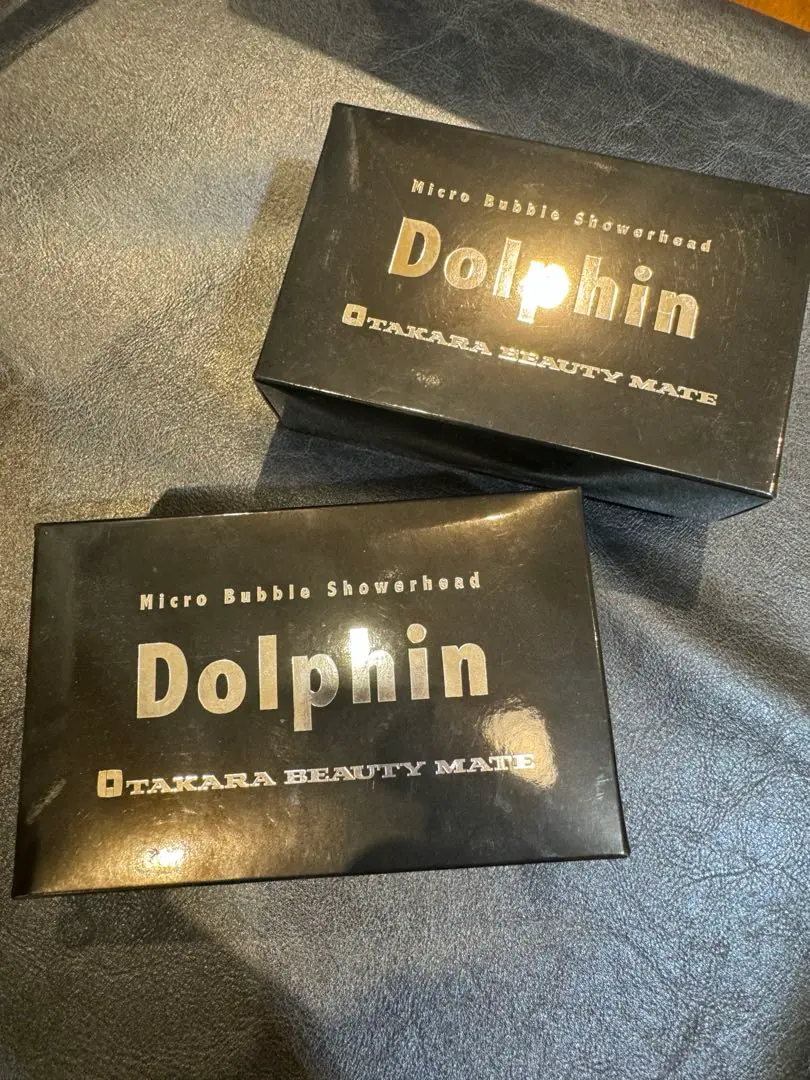 Micro Bubble Showerhead
Dolphin
TAKARA BEAUTY MATE
Micro Bubble Showerhead
Dolphin
TAKARA BEAUTY MATE